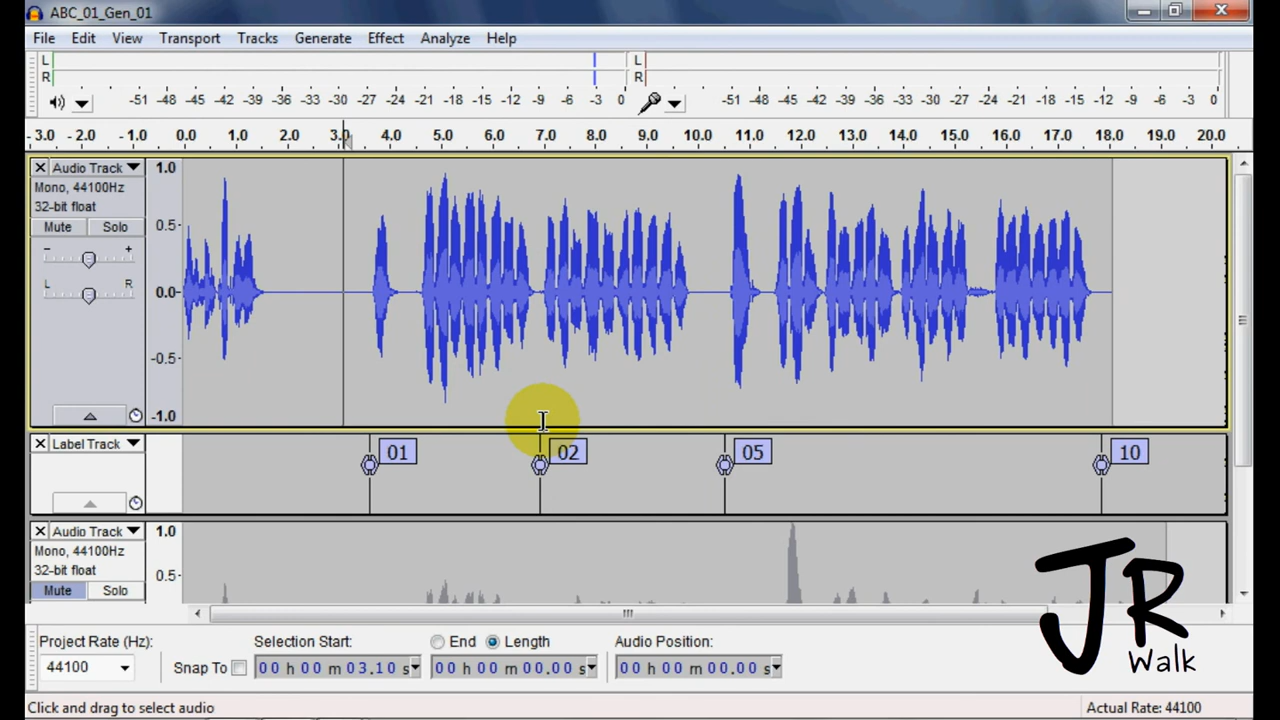 ABC_01_Gen_01
File Edit View Transport Tracks Generate Effect Analyze Help
L
R
-51 -48 -45 -42 -39 -36 -33 -30 -27 -24 -21 -18 -15 -12 -9 -6 -3 0
L
R
-51 -48 -45 -42 -39 -36 -33 -30 -27 -24 -21 -18 -15 -12 -9 -6 -3 0
- 3.0 - 2.0 - 1.0 0.0 1.0 2.0 3.0 4.0 5.0 6.0 7.0 8.0 9.0 10.0 11.0 12.0 13.0 14.0 15.0 16.0 17.0 18.0 19.0 20.0
Audio Track
Mono, 44100Hz
32-bit float
Mute Solo
- +
L R
1.0
0.5
0.0
-0.5
-1.0
Label Track
01 02 05 10
Audio Track
Mono, 44100Hz
32-bit float
Mute Solo
1.0
0.5
JR
Walk
Project Rate (Hz):
44100
Snap To
Selection Start:
00 h 00 m 03.10 s
End Length
00 h 00 m 00.00 s
Audio Position:
00 h 00 m 00.00 s
Click and drag to select audio
Actual Rate: 44100